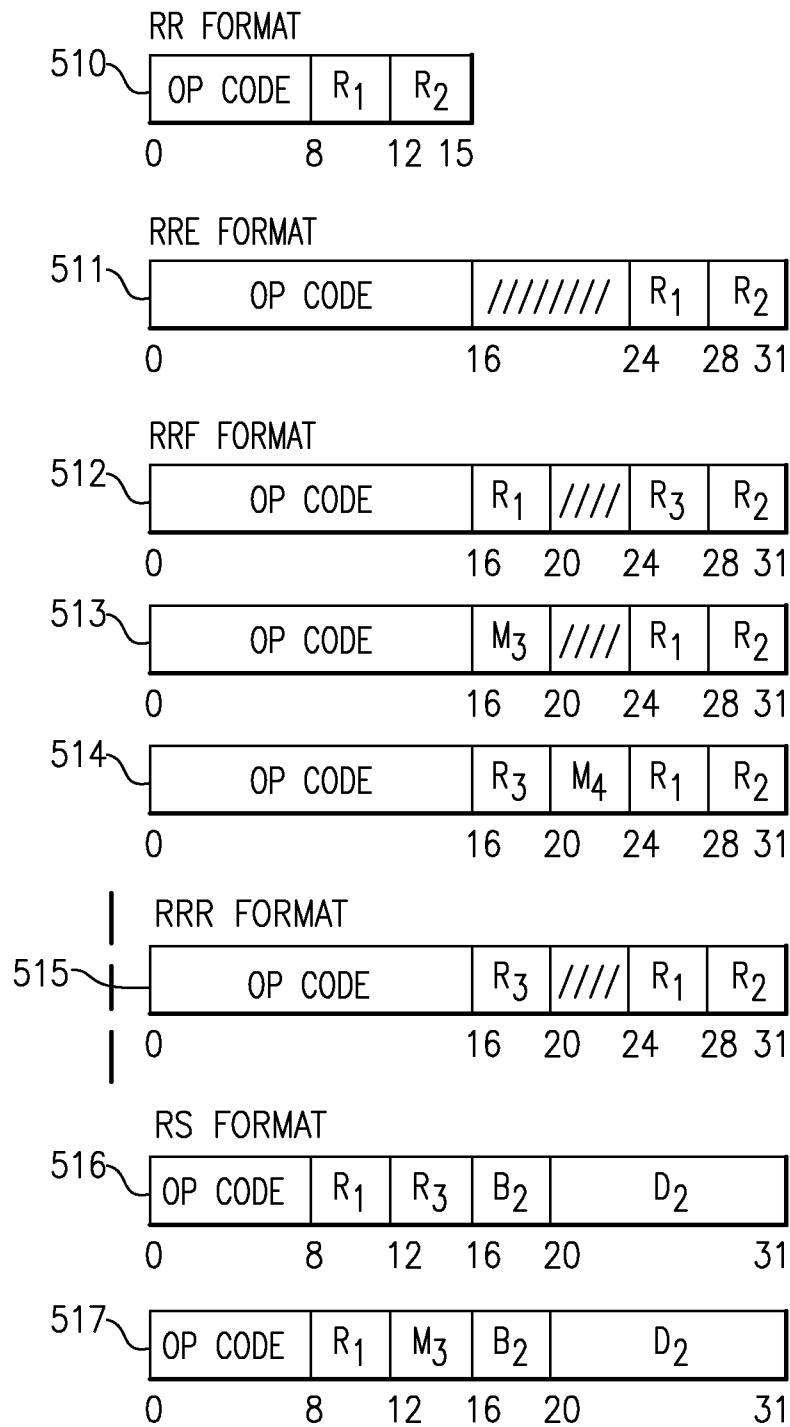 RR FORMAT
510 OP CODE R1 R2
0 8 12 15
RRE FORMAT
511 OP CODE //////// R1 R2
0 16 24 28 31
RRF FORMAT
512 OP CODE R1 //// R3 R2
0 16 20 24 28 31
513 OP CODE M3 //// R1 R2
0 16 20 24 28 31
514 OP CODE R3 M4 R1 R2
0 16 20 24 28 31
RRR FORMAT
515 OP CODE R3 //// R1 R2
0 16 20 24 28 31
RS FORMAT
516 OP CODE R1 R3 B2 D2
0 8 12 16 20 31
517 OP CODE R1 M3 B2 D2
0 8 12 16 20 31